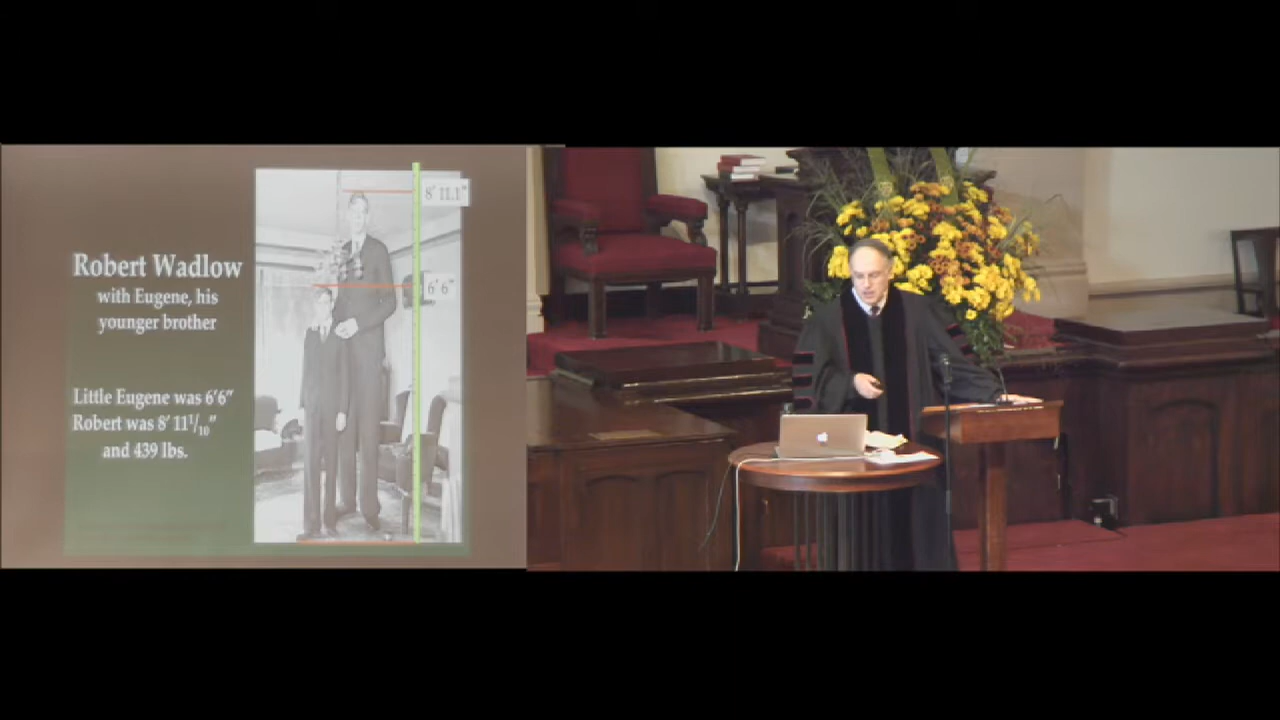 Robert Wadlow
with Eugene, his
younger brother
Little Eugene was 6'6"
Robert was 8' 11 1/10"
and 439 lbs.
8' 11.1"
6' 6"